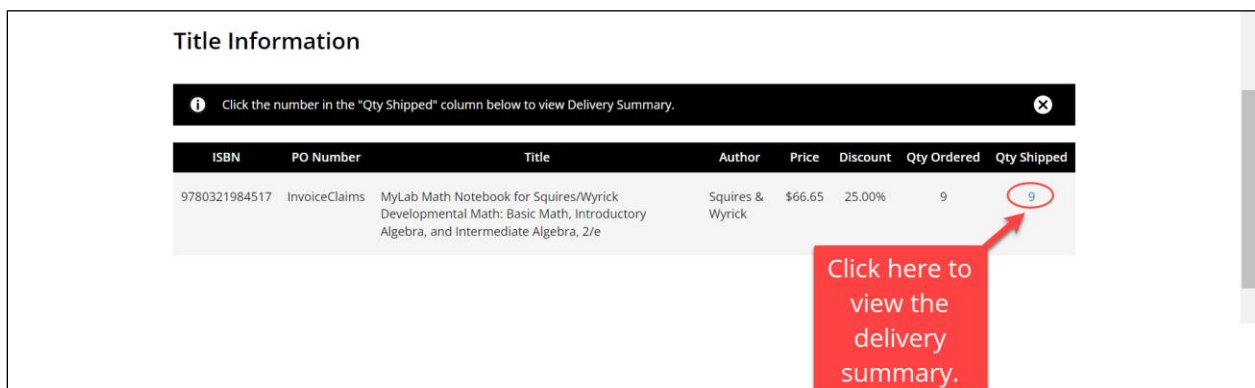 Title Information
Click the number in the "Qty Shipped" column below to view Delivery Summary.
ISBN PO Number Title Author Price Discount Qty Ordered Qty Shipped
9780321984517 InvoiceClaims MyLab Math Notebook for Squires/Wyrick Squires & $66.65 25.00% 9 9
Developmental Math: Basic Math, Introductory Wyrick
Algebra, and Intermediate Algebra, 2/e
Click here to
view the
delivery
summary.